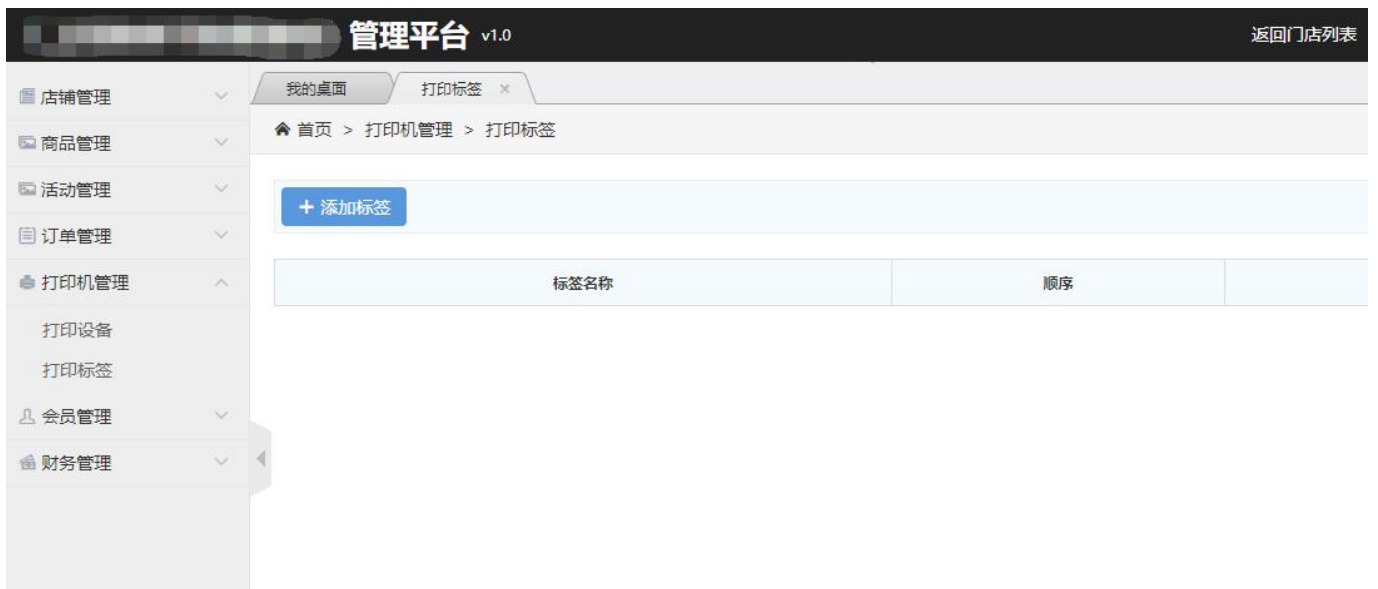 管理平台 v1.0 返回门店列表
店铺管理
商品管理
活动管理
订单管理
打印机管理
打印设备
打印标签
会员管理
财务管理
我的桌面 打印标签 ×
首页 > 打印机管理 > 打印标签
+ 添加标签
标签名称 顺序